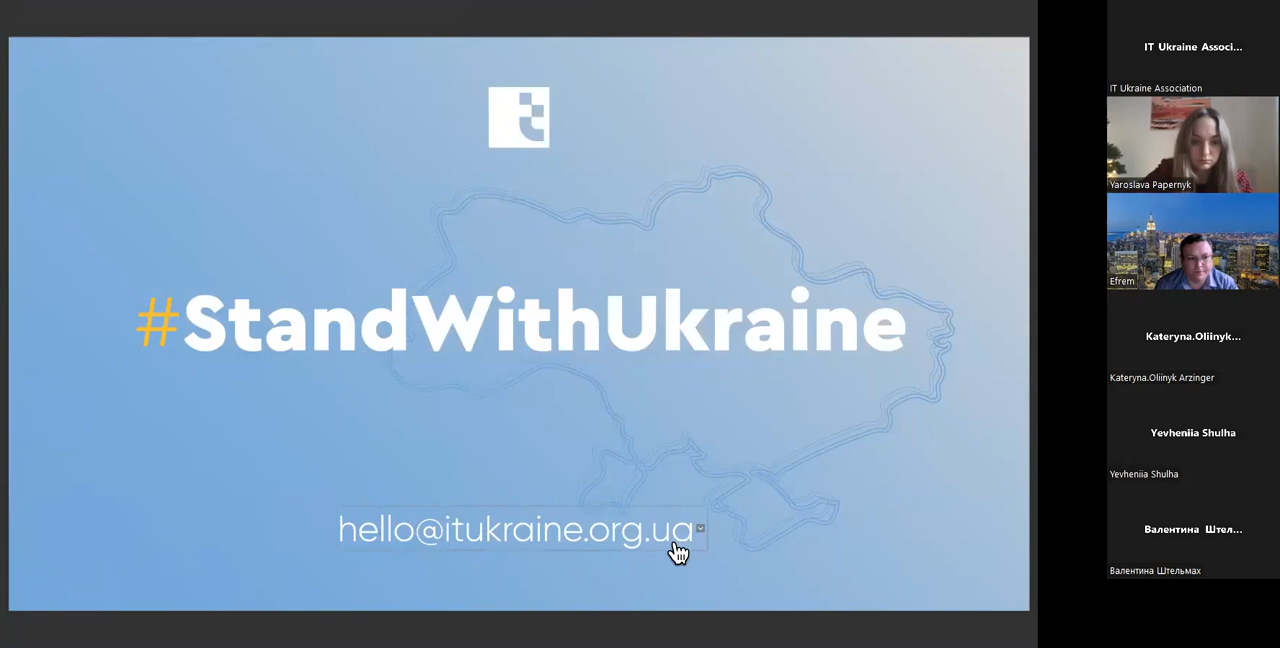 #StandWithUkraine
hello@itukraine.org.ua
IT Ukraine Associ...
IT Ukraine Association
Yaroslava Papernyk
Efrem
Kateryna.Oliinyk...
Kateryna.Oliinyk Arzinger
Yevheniia Shulha
Yevheniia Shulha
Валентина Штел...
Валентина Штельмах